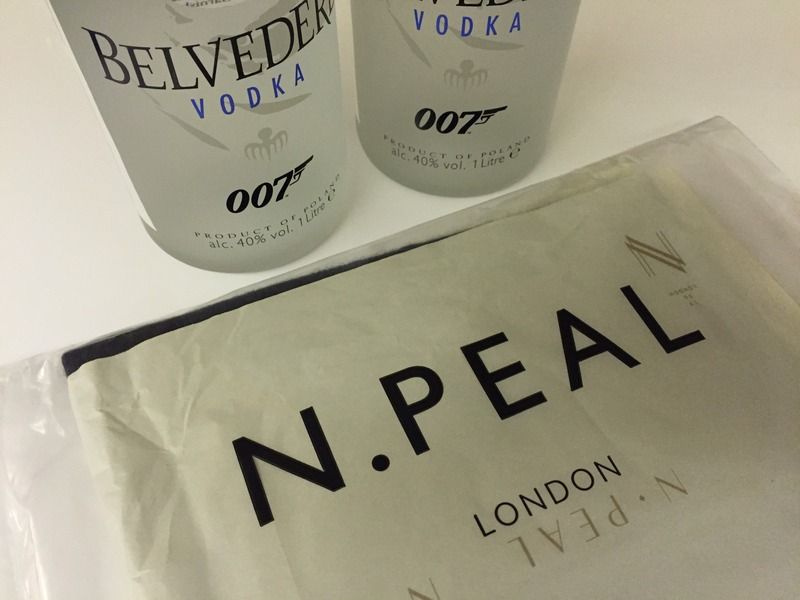 BELVEDERE
VODKA
007
PRODUCT OF POLAND
alc. 40% vol. 1 Litre e
VODKA
007
PRODUCT OF POLAND
alc. 40% vol. 1 Litre e
N
N.PEAL
LONDON
N.PEAL
N